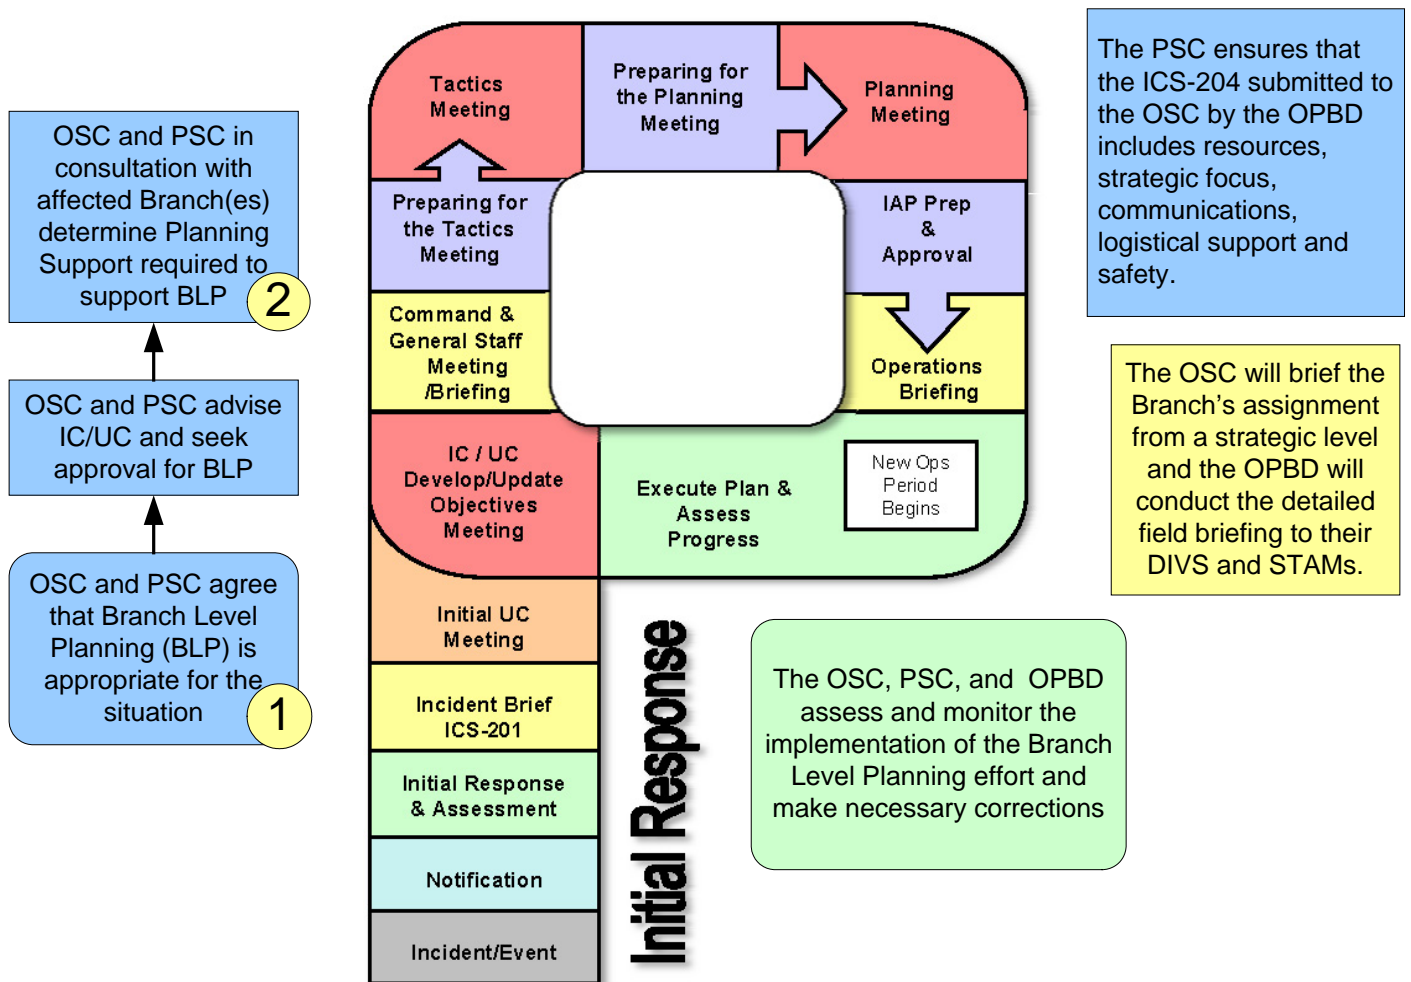 OSC and PSC in
consultation with
affected Branch(es)
determine Planning
Support required to
support BLP
2
OSC and PSC advise
IC/UC and seek
approval for BLP
OSC and PSC agree
that Branch Level
Planning (BLP) is
appropriate for the
situation
1
Tactics
Meeting
Preparing for
the Planning
Meeting
Planning
Meeting
Preparing for
the Tactics
Meeting
IAP Prep
&
Approval
Command &
General Staff
Meeting
/Briefing
Operations
Briefing
IC / UC
Develop/Update
Objectives
Meeting
Execute Plan &
Assess
Progress
New Ops
Period
Begins
Initial UC
Meeting
Incident Brief
ICS-201
Initial Response
& Assessment
Notification
Incident/Event
Initial Response
The PSC ensures that
the ICS-204 submitted to
the OSC by the OPBD
includes resources,
strategic focus,
communications,
logistical support and
safety.
The OSC will brief the
Branch’s assignment
from a strategic level
and the OPBD will
conduct the detailed
field briefing to their
DIVS and STAMs.
The OSC, PSC, and OPBD
assess and monitor the
implementation of the Branch
Level Planning effort and
make necessary corrections